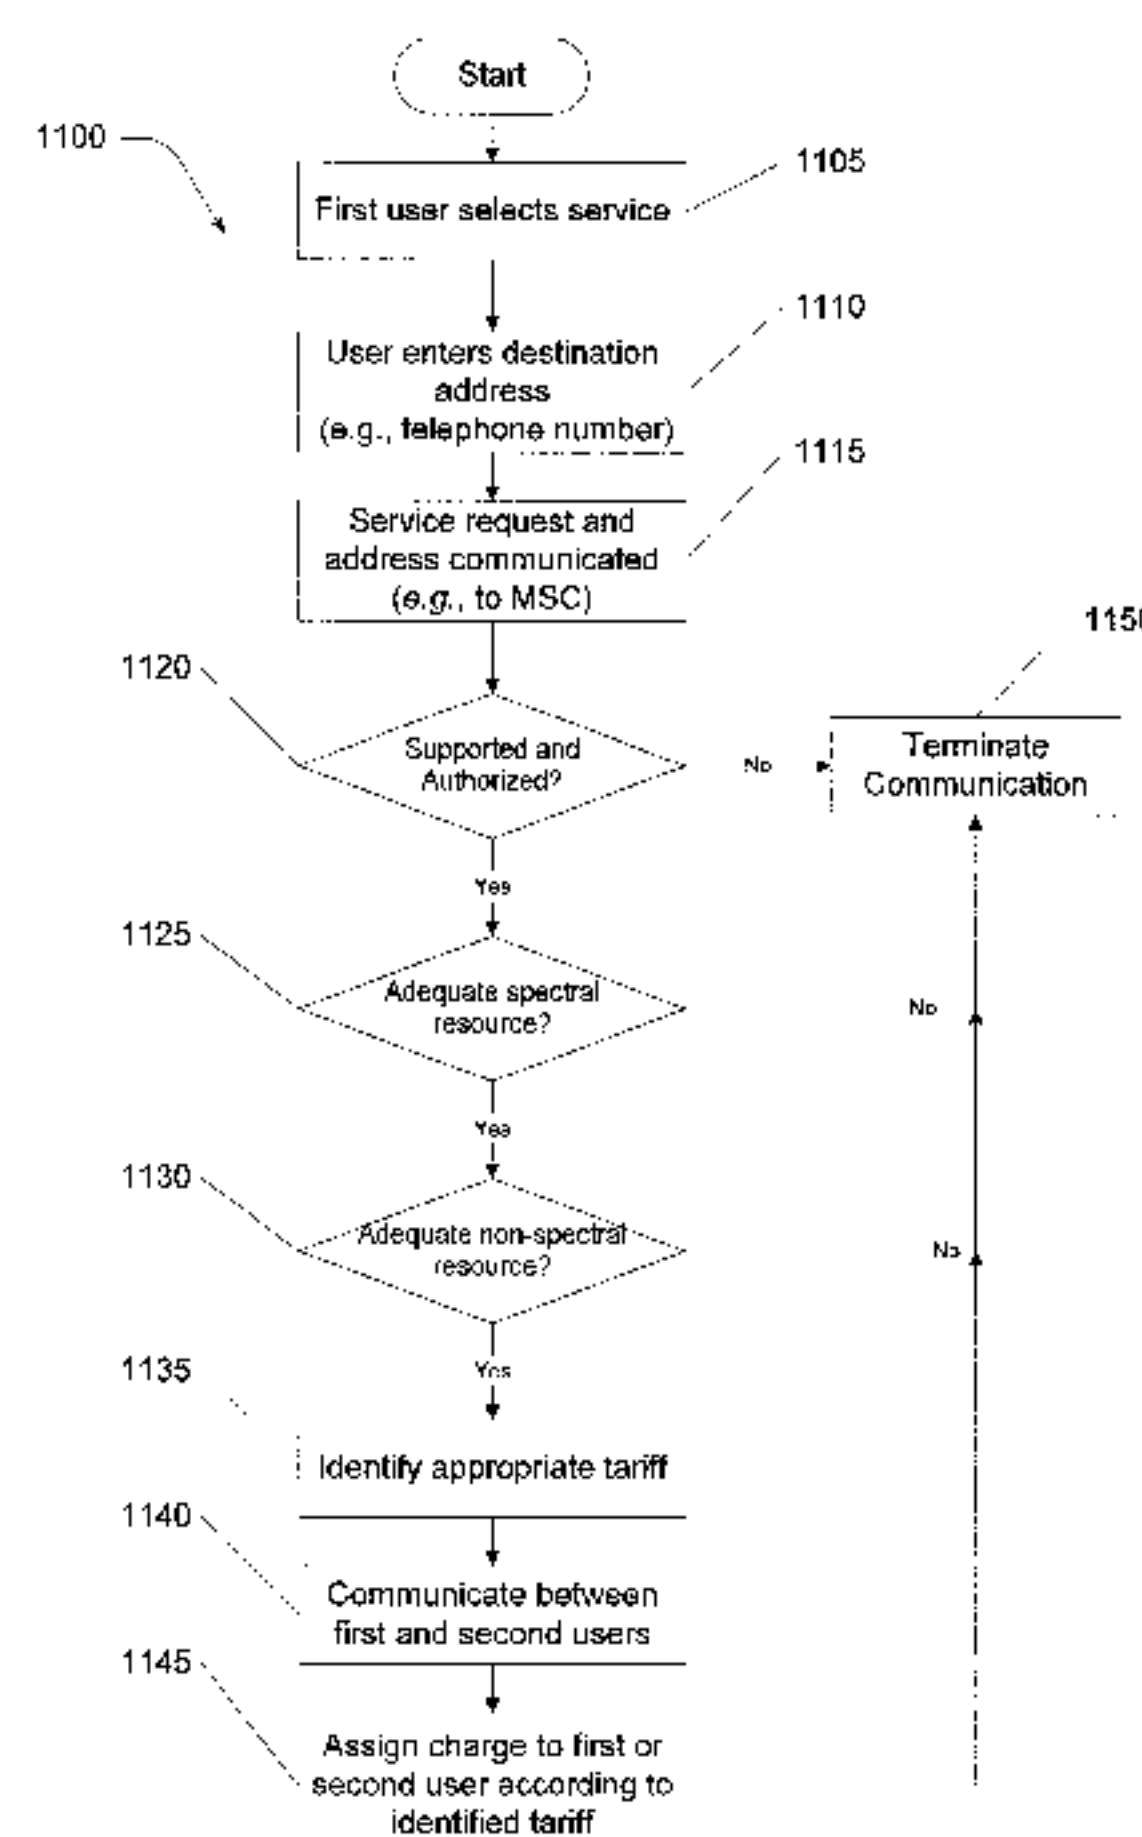 Start
1100
1105
First user selects service
1110
User enters destination
address
(e.g., telephone number)
1115
Service request and
address communicated
(e.g., to MSC)
1120
1150
Supported and
Authorized?
No
Terminate
Communication
Yes
1125
Adequate spectral
resource?
No
Yes
1130
Adequate non-spectral
resource?
No
Yes
1135
Identify appropriate tariff
1140
Communicate between
first and second users
1145
Assign charge to first or
second user according to
identified tariff